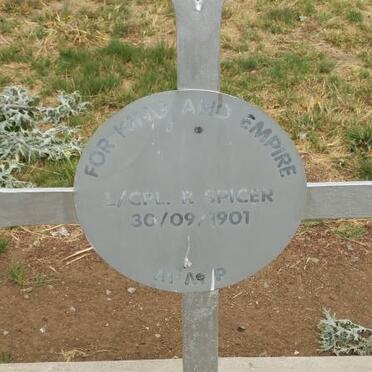 FOR KING AND EMPIRE
L/CPL. R SPICER
30/09/1901